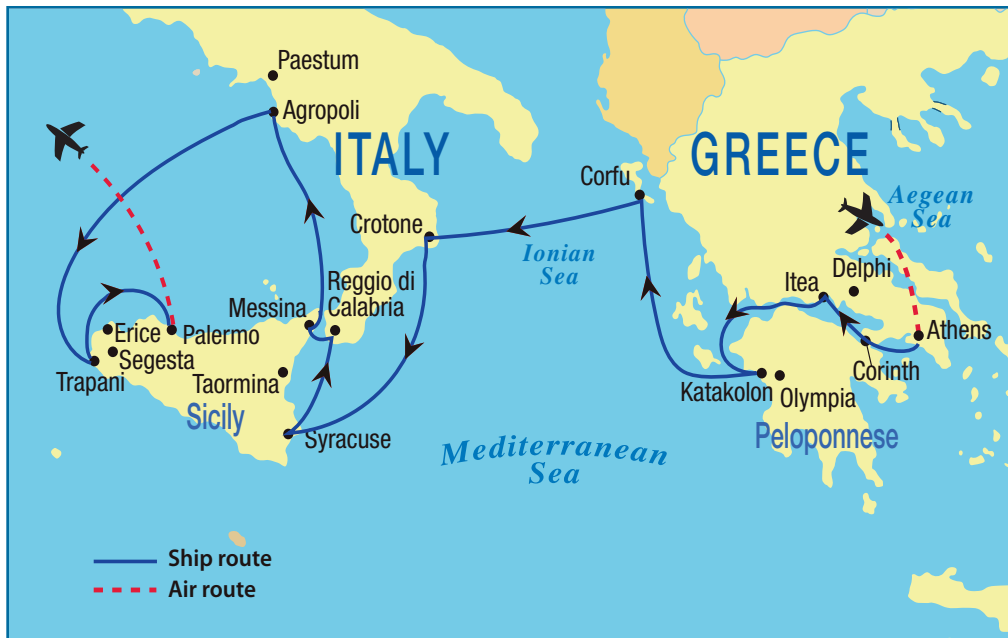 Paestum
Agropoli
ITALY
GREECE
Corfu
Aegean
Sea
Crotone
Ionian
Sea
Reggio di
Calabria
Messina
Delphi
Itea
Erice
Palermo
Segesta
Trapani
Taormina
Athens
Corinth
Katakolon
Olympia
Sicily
Syracuse
Peloponnese
Mediterranean
Sea
Ship route
Air route